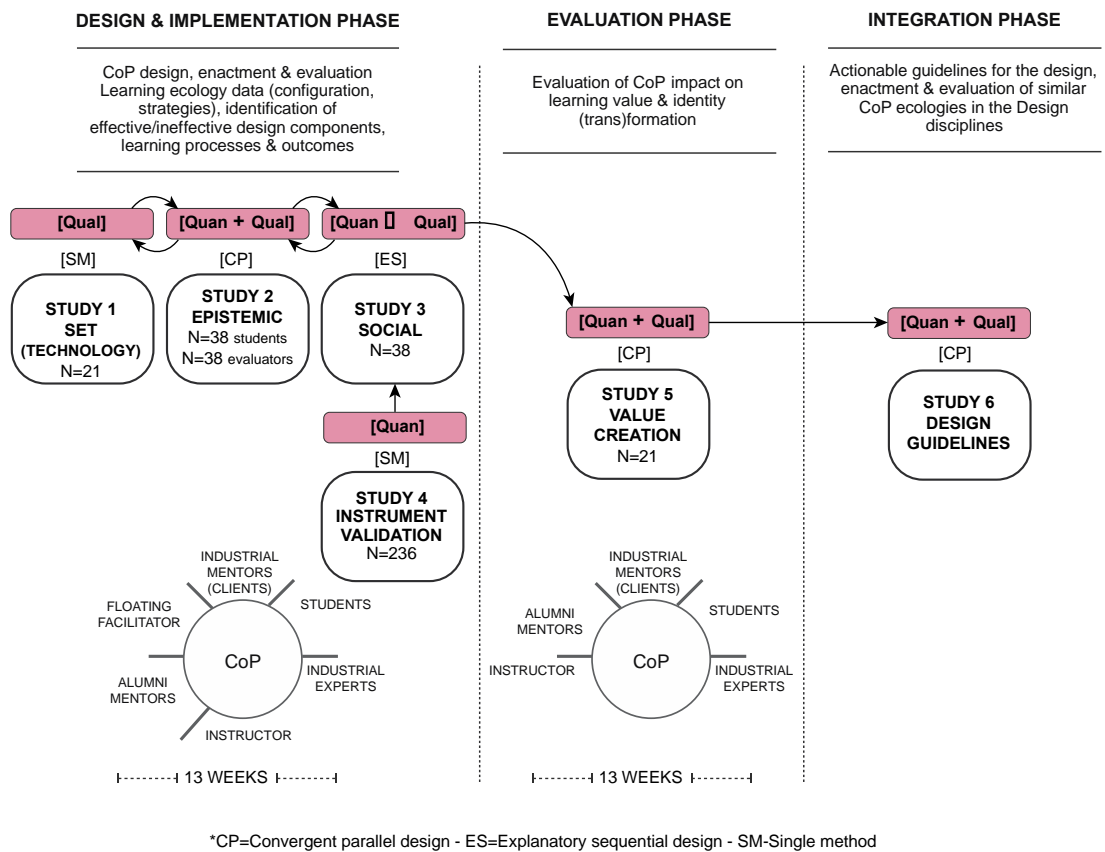 DESIGN & IMPLEMENTATION PHASE
CoP design, enactment & evaluation
Learning ecology data (configuration,
strategies), identification of
effective/ineffective design components,
learning processes & outcomes
EVALUATION PHASE
Evaluation of CoP impact on
learning value & identity
(trans)formation
INTEGRATION PHASE
Actionable guidelines for the design,
enactment & evaluation of similar
CoP ecologies in the Design
disciplines
[Qual]
[SM]
STUDY 1
SET
(TECHNOLOGY)
N=21
[Quan + Qual]
[CP]
STUDY 2
EPISTEMIC
N=38 students
N=38 evaluators
[Quan ▯ Qual]
[ES]
STUDY 3
SOCIAL
N=38
[Quan]
[SM]
STUDY 4
INSTRUMENT
VALIDATION
N=236
[Quan + Qual]
[CP]
STUDY 5
VALUE
CREATION
N=21
[Quan + Qual]
[CP]
STUDY 6
DESIGN
GUIDELINES
INDUSTRIAL
MENTORS
(CLIENTS)
STUDENTS
FLOATING
FACILITATOR
CoP
ALUMNI
MENTORS
INDUSTRIAL
EXPERTS
INSTRUCTOR
13 WEEKS
INDUSTRIAL
MENTORS
(CLIENTS)
STUDENTS
ALUMNI
MENTORS
CoP
INSTRUCTOR
INDUSTRIAL
EXPERTS
13 WEEKS
*CP=Convergent parallel design - ES=Explanatory sequential design - SM-Single method